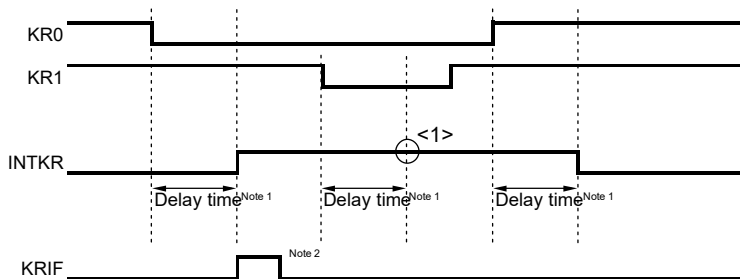 KR0
KR1
<1>
INTKR
Delay time Note 1 Delay time Note 1 Delay time Note 1
Note 2
KRIF